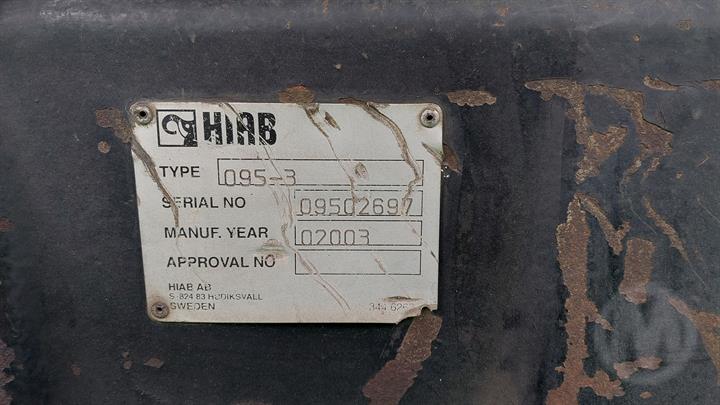 HIAB
TYPE 095-3
SERIAL NO 09502697
MANUF. YEAR 02003
APPROVAL NO
HIAB AB
S-824 83 HUDIKSVALL
SWEDEN